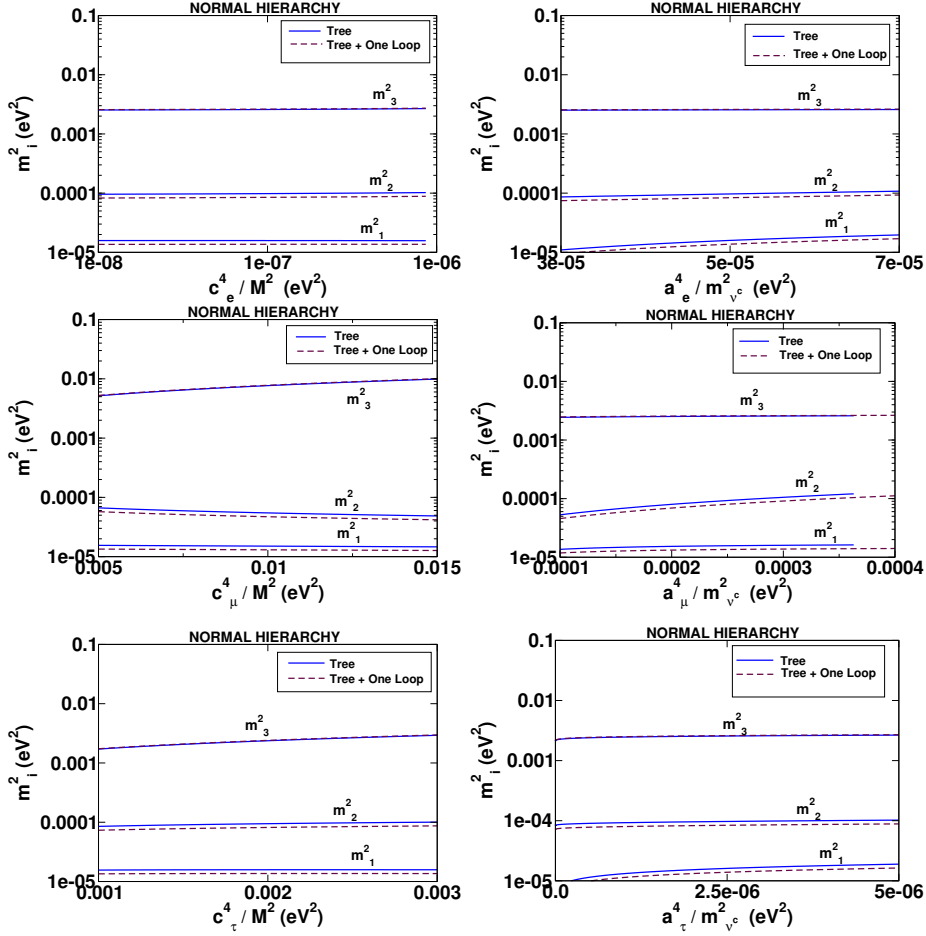 NORMAL HIERARCHY
0.1
0.01
0.001
0.0001
1e-05
m²ᵢ (eV²)
Tree
Tree + One Loop
m²₃
m²₂
m²₁
1e-08 1e-07 1e-06
c⁴ₑ / M² (eV²)
NORMAL HIERARCHY
0.1
0.01
0.001
0.0001
1e-05
m²ᵢ (eV²)
Tree
Tree + One Loop
m²₃
m²₂
m²₁
3e-05 5e-05 7e-05
a⁴ₑ / m²_νᶜ (eV²)
NORMAL HIERARCHY
0.1
0.01
0.001
0.0001
1e-05
m²ᵢ (eV²)
Tree
Tree + One Loop
m²₃
m²₂
m²₁
0.005 0.01 0.015
c⁴_μ / M² (eV²)
NORMAL HIERARCHY
0.1
0.01
0.001
0.0001
1e-05
m²ᵢ (eV²)
Tree
Tree + One Loop
m²₃
m²₂
m²₁
0.0001 0.0002 0.0003 0.0004
a⁴_μ / m²_νᶜ (eV²)
NORMAL HIERARCHY
0.1
0.01
0.001
0.0001
1e-05
m²ᵢ (eV²)
Tree
Tree + One Loop
m²₃
m²₂
m²₁
0.001 0.002 0.003
c⁴_τ / M² (eV²)
NORMAL HIERARCHY
0.1
0.01
0.001
1e-04
1e-05
m²ᵢ (eV²)
Tree
Tree + One Loop
m²₃
m²₂
m²₁
0.0 2.5e-06 5e-06
a⁴_τ / m²_νᶜ (eV²)